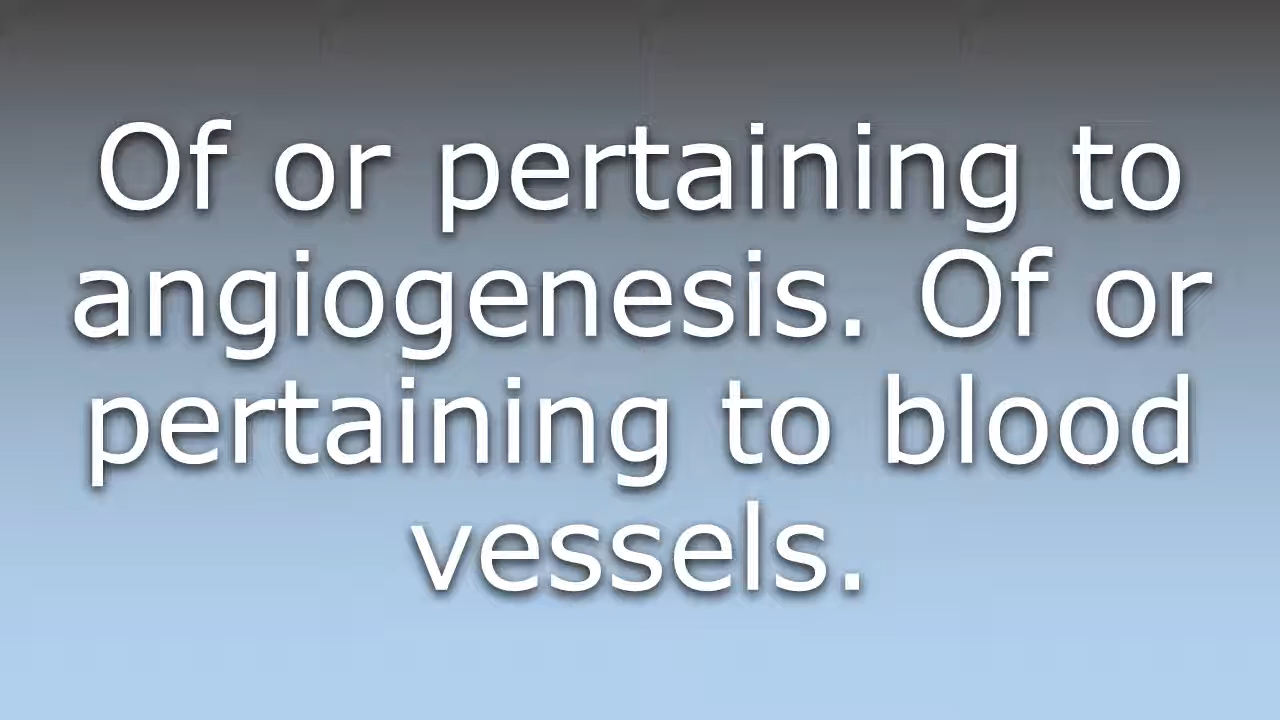 Of or pertaining to
angiogenesis. Of or
pertaining to blood
vessels.